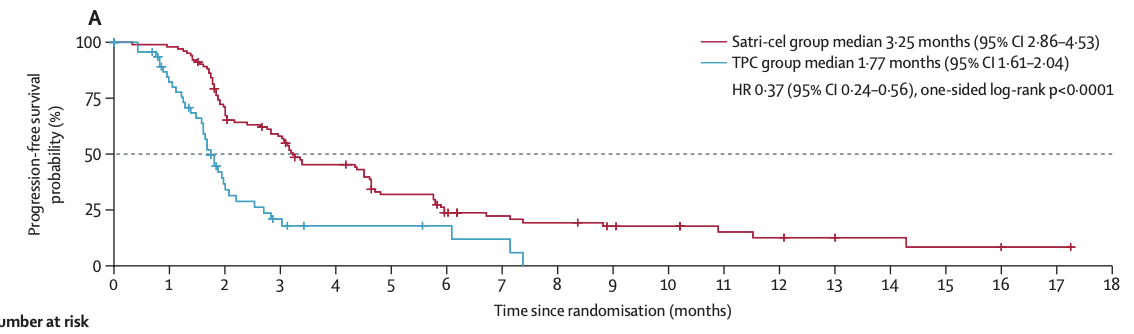 A
Satri-cel group median 3·25 months (95% CI 2·86–4·53)
TPC group median 1·77 months (95% CI 1·61–2·04)
HR 0·37 (95% CI 0·24–0·56), one-sided log-rank p<0·0001
Progression-free survival
probability (%)
100
75
50
25
0
0 1 2 3 4 5 6 7 8 9 10 11 12 13 14 15 16 17 18
Time since randomisation (months)
umber at risk